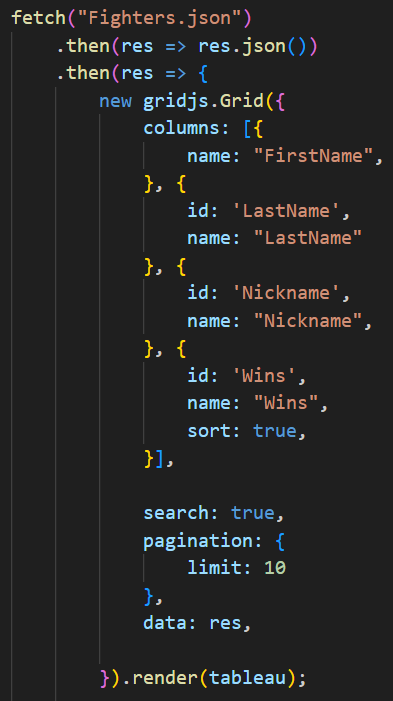 fetch("Fighters.json")
    .then(res => res.json())
    .then(res => {
        new gridjs.Grid({
            columns: [{
                name: "FirstName",
            }, {
                id: 'LastName',
                name: "LastName"
            }, {
                id: 'Nickname',
                name: "Nickname",
            }, {
                id: 'Wins',
                name: "Wins",
                sort: true,
            }],

            search: true,
            pagination: {
                limit: 10
            },
            data: res,

        }).render(tableau);